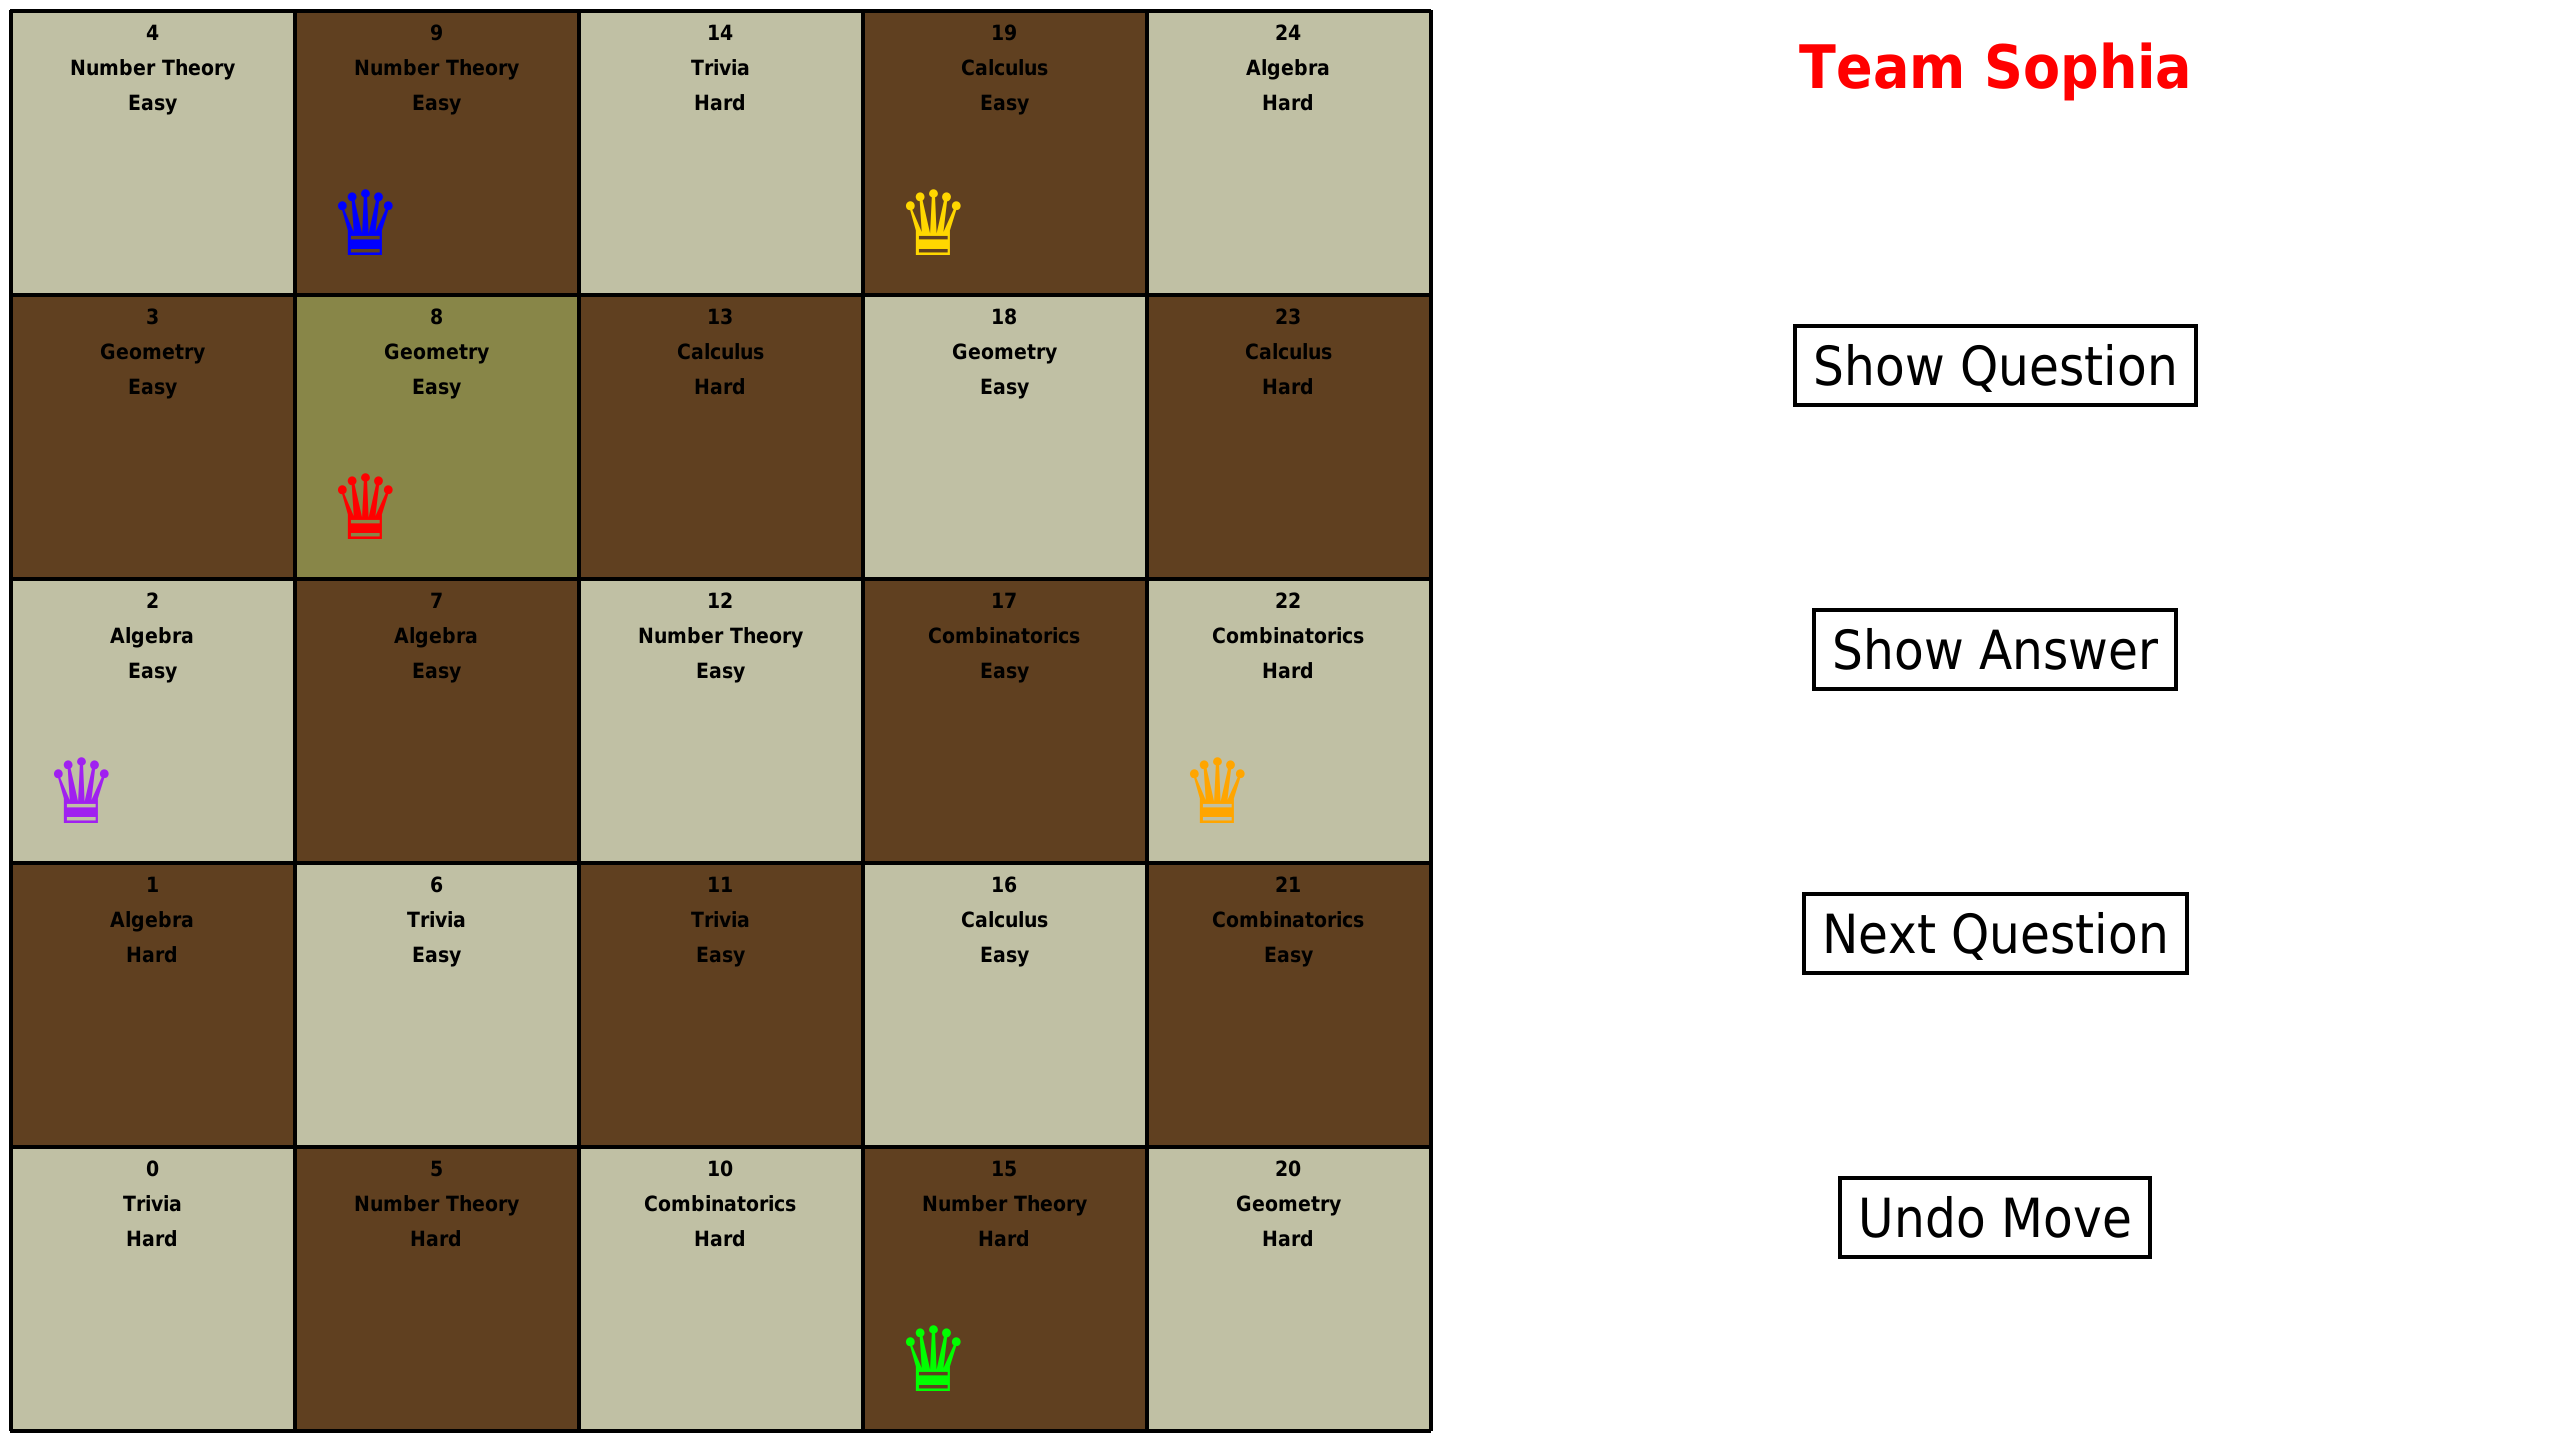 4
Number Theory
Easy
9
Number Theory
Easy
14
Trivia
Hard
19
Calculus
Easy
24
Algebra
Hard
Team Sophia
3
Geometry
Easy
8
Geometry
Easy
13
Calculus
Hard
18
Geometry
Easy
23
Calculus
Hard
Show Question
2
Algebra
Easy
7
Algebra
Easy
12
Number Theory
Easy
17
Combinatorics
Easy
22
Combinatorics
Hard
Show Answer
1
Algebra
Hard
6
Trivia
Easy
11
Trivia
Easy
16
Calculus
Easy
21
Combinatorics
Easy
Next Question
0
Trivia
Hard
5
Number Theory
Hard
10
Combinatorics
Hard
15
Number Theory
Hard
20
Geometry
Hard
Undo Move